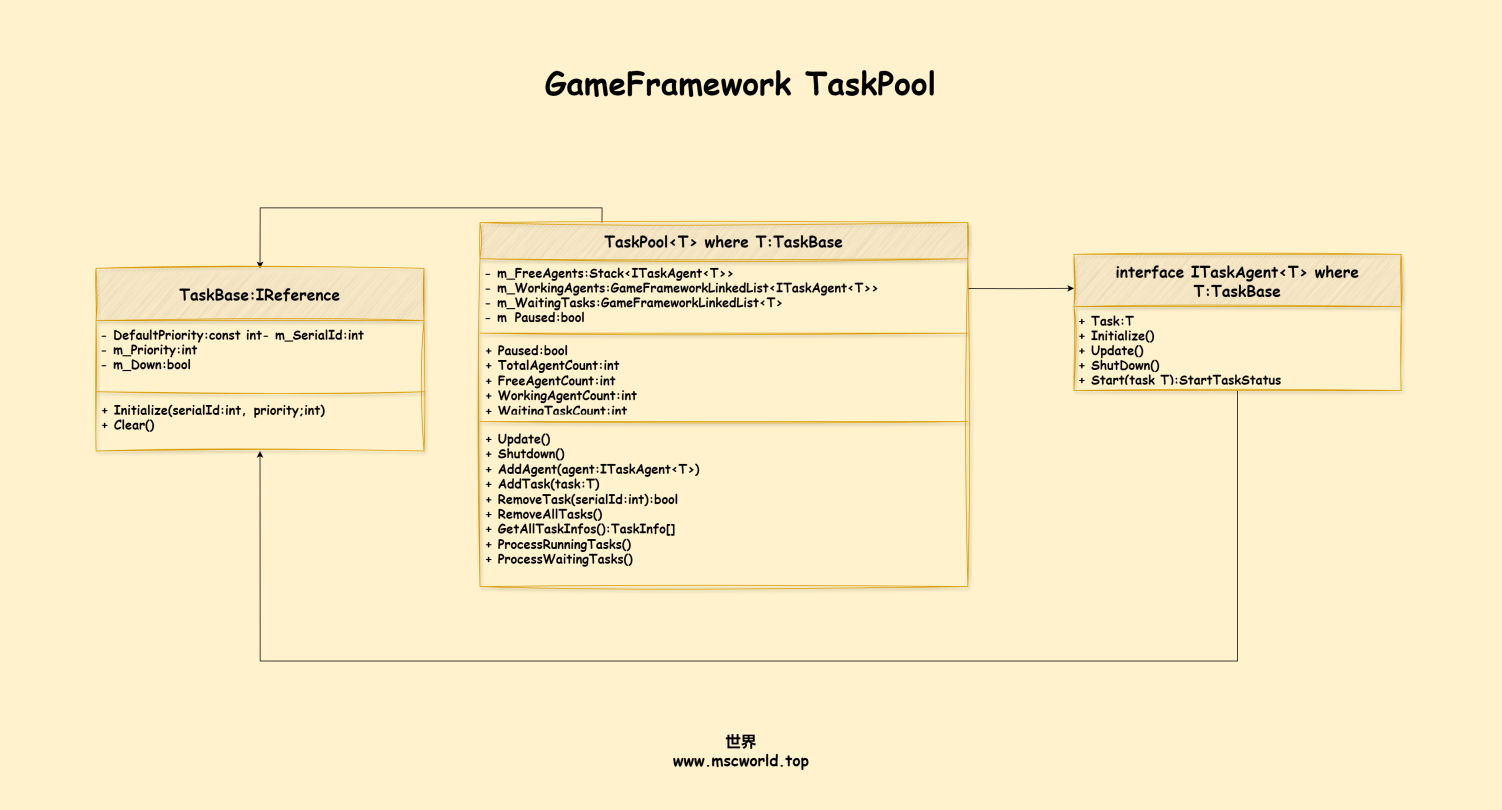 GameFramework TaskPool
TaskBase:IReference
- DefaultPriority:const int- m_SerialId:int
- m_Priority:int
- m_Down:bool
+ Initialize(serialId:int, priority;int)
+ Clear()
TaskPool<T> where T:TaskBase
- m_FreeAgents:Stack<ITaskAgent<T>>
- m_WorkingAgents:GameFrameworkLinkedList<ITaskAgent<T>>
- m_WaitingTasks:GameFrameworkLinkedList<T>
- m_Paused:bool
+ Paused:bool
+ TotalAgentCount:int
+ FreeAgentCount:int
+ WorkingAgentCount:int
+ WaitingTaskCount:int
+ Update()
+ Shutdown()
+ AddAgent(agent:ITaskAgent<T>)
+ AddTask(task:T)
+ RemoveTask(serialId:int):bool
+ RemoveAllTasks()
+ GetAllTaskInfos():TaskInfo[]
+ ProcessRunningTasks()
+ ProcessWaitingTasks()
interface ITaskAgent<T> where
T:TaskBase
+ Task:T
+ Initialize()
+ Update()
+ ShutDown()
+ Start(task T):StartTaskStatus
世界
www.mscworld.top